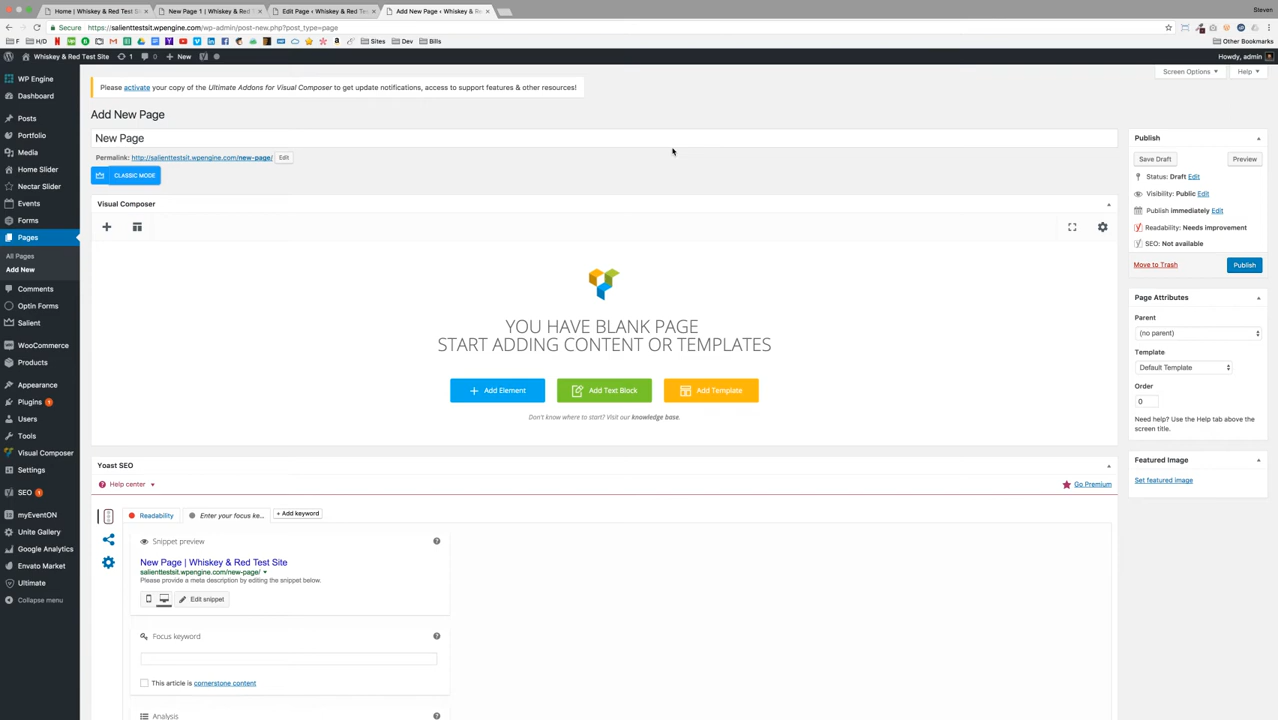 Home | Whiskey & Red Test Sit
New Page 1 | Whiskey & Red T
Edit Page ‹ Whiskey & Red Te
Add New Page ‹ Whiskey & Re
Steven
Secure https://salienttestsit.wpengine.com/wp-admin/post-new.php?post_type=page
F H/D Sites Dev Bills Other Bookmarks
Whiskey & Red Test Site 1 0 New Howdy, admin
WP Engine
Dashboard
Posts
Portfolio
Media
Home Slider
Nectar Slider
Events
Forms
Pages
All Pages
Add New
Comments
Optin Forms
Salient
WooCommerce
Products
Appearance
Plugins 1
Users
Tools
Visual Composer
Settings
SEO 1
myEventON
Unite Gallery
Google Analytics
Envato Market
Ultimate
Collapse menu
Screen Options Help
Please activate your copy of the Ultimate Addons for Visual Composer to get update notifications, access to support features & other resources!
Add New Page
New Page
Permalink: http://salienttestsit.wpengine.com/new-page/ Edit
CLASSIC MODE
Visual Composer
YOU HAVE BLANK PAGE
START ADDING CONTENT OR TEMPLATES
Add Element
Add Text Block
Add Template
Don't know where to start? Visit our knowledge base.
Yoast SEO
Help center
Go Premium
Readability
Enter your focus ke...
+ Add keyword
Snippet preview
New Page | Whiskey & Red Test Site
salienttestsit.wpengine.com/new-page/
Please provide a meta description by editing the snippet below.
Edit snippet
Focus keyword
This article is cornerstone content
Analysis
Publish
Save Draft
Preview
Status: Draft Edit
Visibility: Public Edit
Publish immediately Edit
Readability: Needs improvement
SEO: Not available
Move to Trash
Publish
Page Attributes
Parent
(no parent)
Template
Default Template
Order
0
Need help? Use the Help tab above the
screen title.
Featured Image
Set featured image